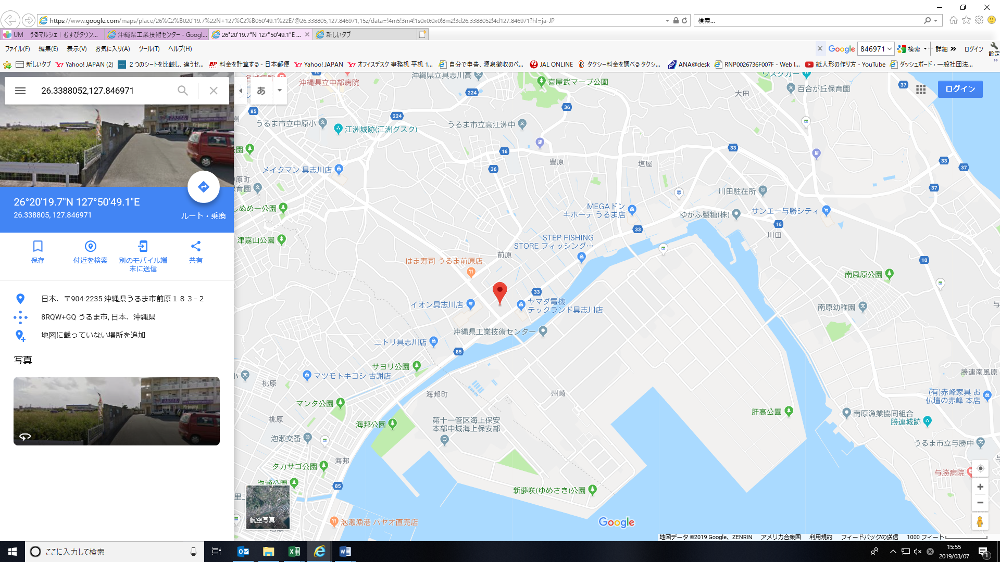 https://www.google.com/maps/place/26%C2%B020'19.7%22N+127%C2%B050'49.1%22E/@26.338805,127.846971,15z/data=!4m5!3m4!1s0x0:0x0!8m2!3d26.3388052!4d127.846971?hl=ja-JP
検索...
UM うるマルシェ | むすびタウン...
沖縄県工業技術センター - Googl...
26°20'19.7"N 127°50'49.1"E ...
新しいタブ
ファイル(F) 編集(E) 表示(V) お気に入り(A) ツール(T) ヘルプ(H)
Google 846971 検索 詳細 ログイン 設定
新しいタブ Yahoo! JAPAN (2) 2 つのシートを比較し、違うセ... 料金を計算する - 日本郵便 Yahoo! JAPAN オフィスデスク 事務机 平机 1... 自分で申告、源泉徴収のペ... JAL ONLINE タクシー料金を調べる タクシ... ANA@desk RNP0026736F007F - Web I... 紙人形の作り方 - YouTube ダッシュボード ‹ 一般社団法...
26.3388052,127.846971
あ
ログイン
26°20'19.7"N 127°50'49.1"E
26.338805, 127.846971
ルート・乗換
保存
付近を検索
別のモバイル端
末に送信
共有
日本、〒904-2235 沖縄県うるま市前原１８３−２
8RQW+GQ うるま市, 日本、沖縄県
地図に載っていない場所を追加
写真
沖縄県立中部病院
沖縄県立具志川高
喜屋武マーブ公園
大田
百合が丘保育園
37
224
36
85
224
うるま市立中原小
江洲城跡(江洲グスク)
うるま市立高江洲中
16
33
33
37
豊原
塩屋
メイクマン 具志川店
36
川田駐在所
37
MEGAドン
キホーテ うるま店
ゆがふ製糖(株)
サンエー与勝シティ
33
16
川田
津嘉山公園
STEP FISHING
STORE フィッシング…
前原
はま寿司 うるま前原店
10
南風原公園
33
イオン具志川店
ヤマダ電機
テックランド具志川店
南原幼稚園
沖縄県工業技術センター
ニトリ具志川店
85
サヨリ公園
マツモトキヨシ 古謝店
桃原
勝連南風原
海邦町
州崎
(有)赤峰家具 お
仏壇の赤峰 本店
マンタ公園
肝高公園
南原漁業協同組合
勝連城跡
桃原
海邦公園
第十一管区海上保安
本部中城海上保安部
泡瀬交番
うるま市立与勝中
海邦
タカサゴ公園
与勝病院
泡瀬公園
85
新夢咲(ゆめさき)公園
航空写真
泡瀬漁港 パヤオ直売店
Google
地図データ ©2019 Google、ZENRIN アメリカ合衆国 利用規約 フィードバックの送信 1000 フィート
ここに入力して検索
15:55
2019/03/07
1